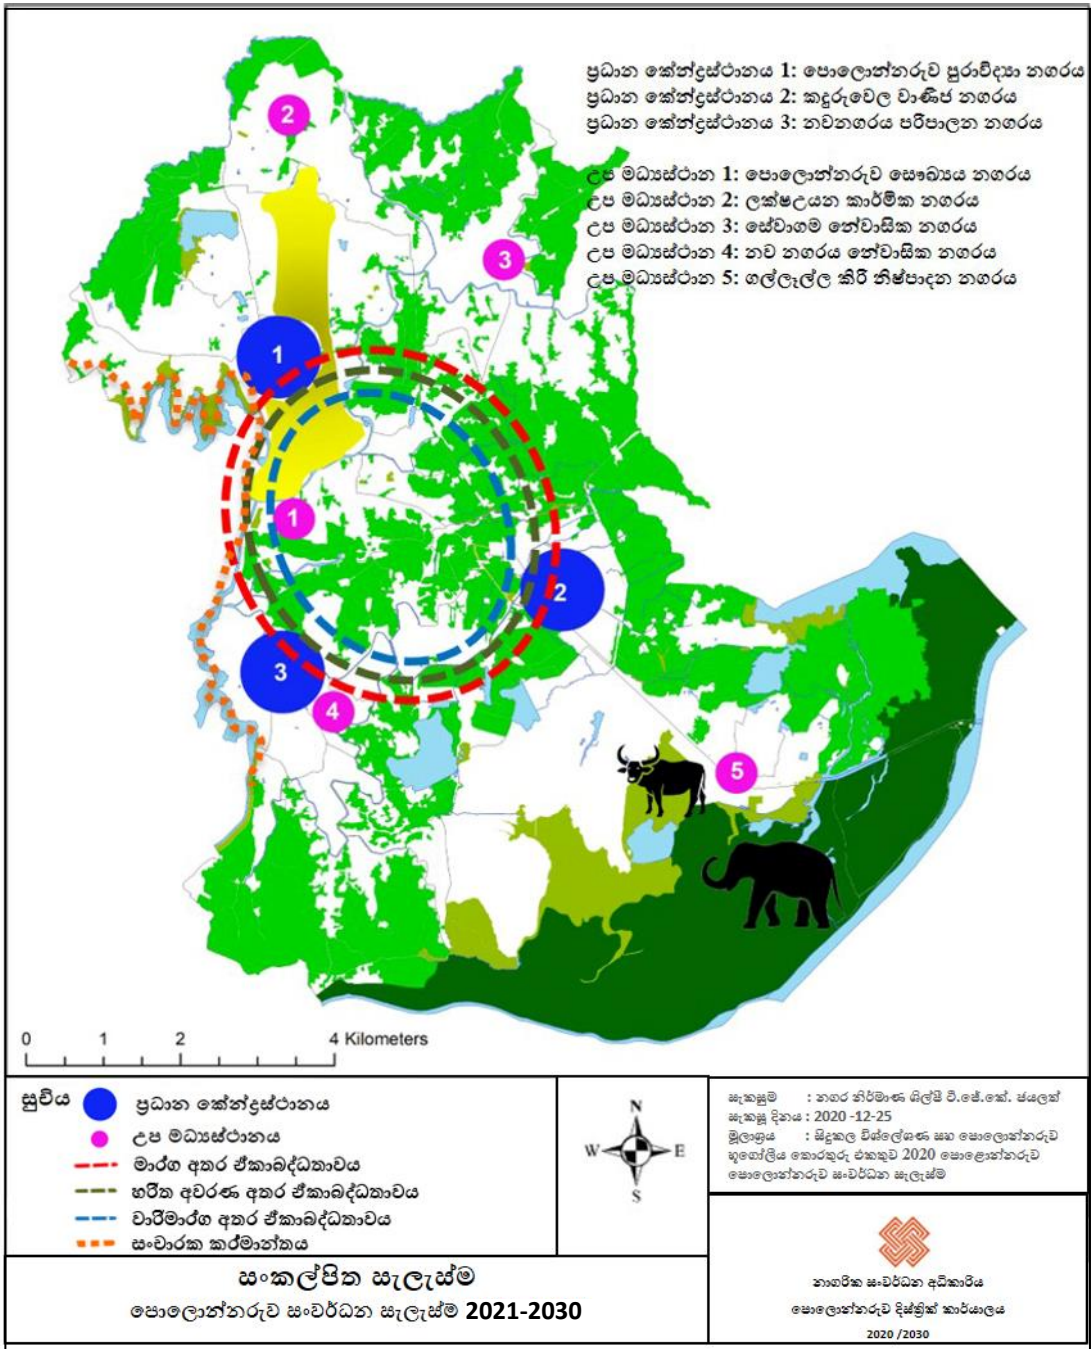 ප්‍රධාන කේන්ද්‍රස්ථානය 1: පොලොන්නරුව පුරාවිද්‍යා නගරය
ප්‍රධාන කේන්ද්‍රස්ථානය 2: කදුරුවෙල වාණිජ නගරය
ප්‍රධාන කේන්ද්‍රස්ථානය 3: නවනගරය පරිපාලන නගරය
උප මධ්‍යස්ථාන 1: පොලොන්නරුව සෞඛ්‍යය නගරය
උප මධ්‍යස්ථාන 2: ලක්ෂඋයන කාර්මික නගරය
උප මධ්‍යස්ථාන 3: සේවාගම නේවාසික නගරය
උප මධ්‍යස්ථාන 4: නව නගරය නේවාසික නගරය
උප මධ්‍යස්ථාන 5: ගල්ලෑල්ල කිරි නිෂ්පාදන නගරය
2
3
1
1
2
3
4
5
0 1 2 4 Kilometers
සූචිය
ප්‍රධාන කේන්ද්‍රස්ථානය
උප මධ්‍යස්ථානය
මාර්ග අතර ඒකාබද්ධතාවය
හරිත අවරණ අතර ඒකාබද්ධතාවය
වාරිමාර්ග අතර ඒකාබද්ධතාවය
සංචාරක කර්මාන්තය
N
W E
S
සැකසුම : නගර නිර්මාණ ශිල්පී ටී.ජේ.කේ. ජයලත්
සැකසූ දිනය : 2020 -12-25
මූලාශ්‍රය : සිදුකල විශ්ලේශණ සහ පොලොන්නරුව
භූගෝලීය තොරතුරු එකතුව 2020 පොළොන්නරුව
පොලොන්නරුව සංවර්ධන සැලැස්ම
සංකල්පිත සැලැස්ම
පොලොන්නරුව සංවර්ධන සැලැස්ම 2021-2030
නාගරික සංවර්ධන අධිකාරිය
පොලොන්නරුව දිස්ත්‍රික් කාර්යාලය
2020 /2030